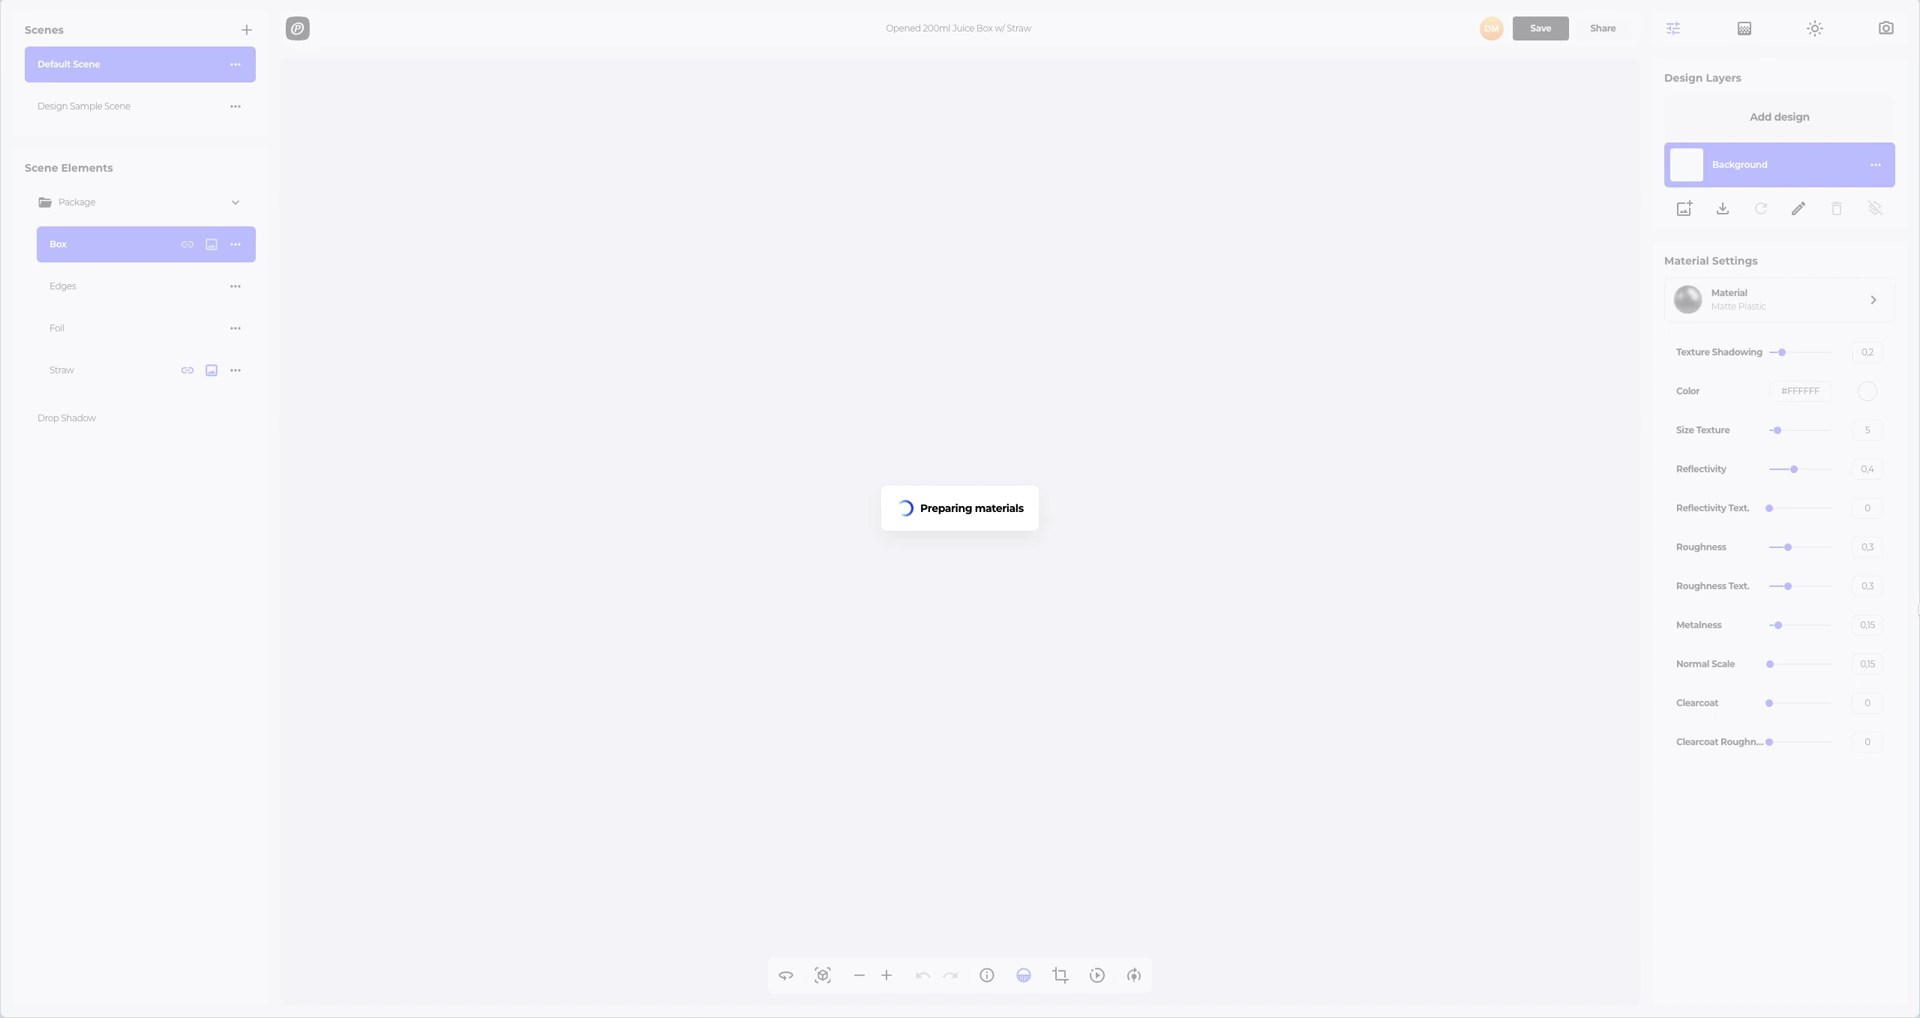 Scenes
Default Scene
Design Sample Scene
Scene Elements
Package
Box
Edges
Foil
Straw
Drop Shadow
Opened 200ml Juice Box w/ Straw
DM
Save
Share
Preparing materials
Design Layers
Add design
Background
Material Settings
Material
Matte Plastic
Texture Shadowing 0,2
Color #FFFFFF
Size Texture 5
Reflectivity 0,4
Reflectivity Text. 0
Roughness 0,3
Roughness Text. 0,3
Metalness 0,15
Normal Scale 0,15
Clearcoat 0
Clearcoat Roughn... 0